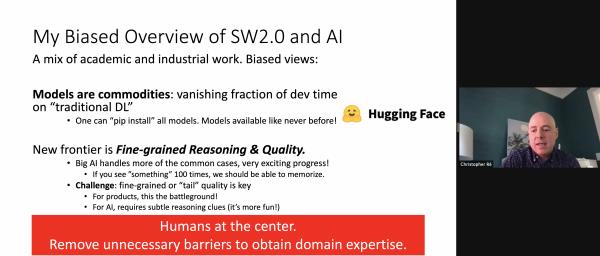 My Biased Overview of SW2.0 and AI
A mix of academic and industrial work. Biased views:
Models are commodities: vanishing fraction of dev time
on “traditional DL”
• One can “pip install” all models. Models available like never before!
Hugging Face
New frontier is Fine-grained Reasoning & Quality.
• Big AI handles more of the common cases, very exciting progress!
• If you see “something” 100 times, we should be able to memorize.
• Challenge: fine-grained or “tail” quality is key
• For products, this the battleground!
• For AI, requires subtle reasoning clues (it’s more fun!)
Humans at the center.
Remove unnecessary barriers to obtain domain expertise.
Christopher Ré